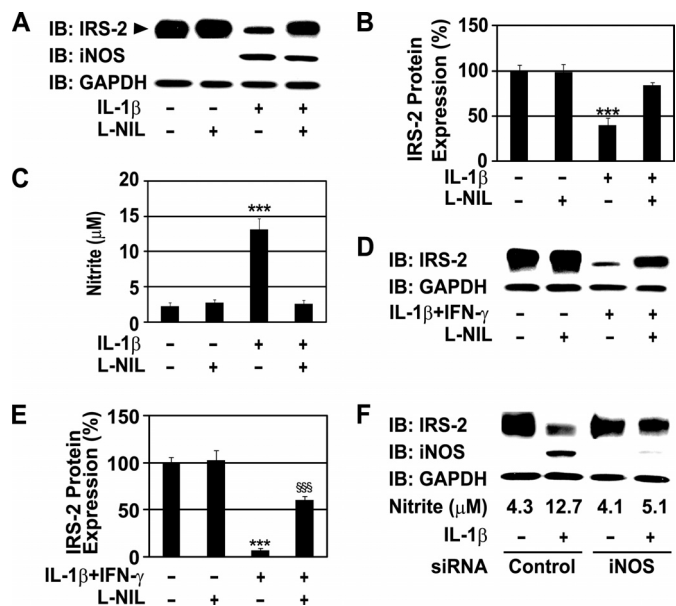 A
IB: IRS-2
IB: iNOS
IB: GAPDH
IL-1β – – + +
L-NIL – + – +
B
IRS-2 Protein
Expression (%)
150
100
50
0
***
IL-1β – – + +
L-NIL – + – +
C
Nitrite (μM)
20
15
10
5
0
***
IL-1β – – + +
L-NIL – + – +
D
IB: IRS-2
IB: GAPDH
IL-1β+IFN-γ – – + +
L-NIL – + – +
E
IRS-2 Protein
Expression (%)
150
100
50
0
***
§§§
IL-1β+IFN-γ – – + +
L-NIL – + – +
F
IB: IRS-2
IB: iNOS
IB: GAPDH
Nitrite (μM) 4.3 12.7 4.1 5.1
IL-1β – + – +
siRNA Control iNOS